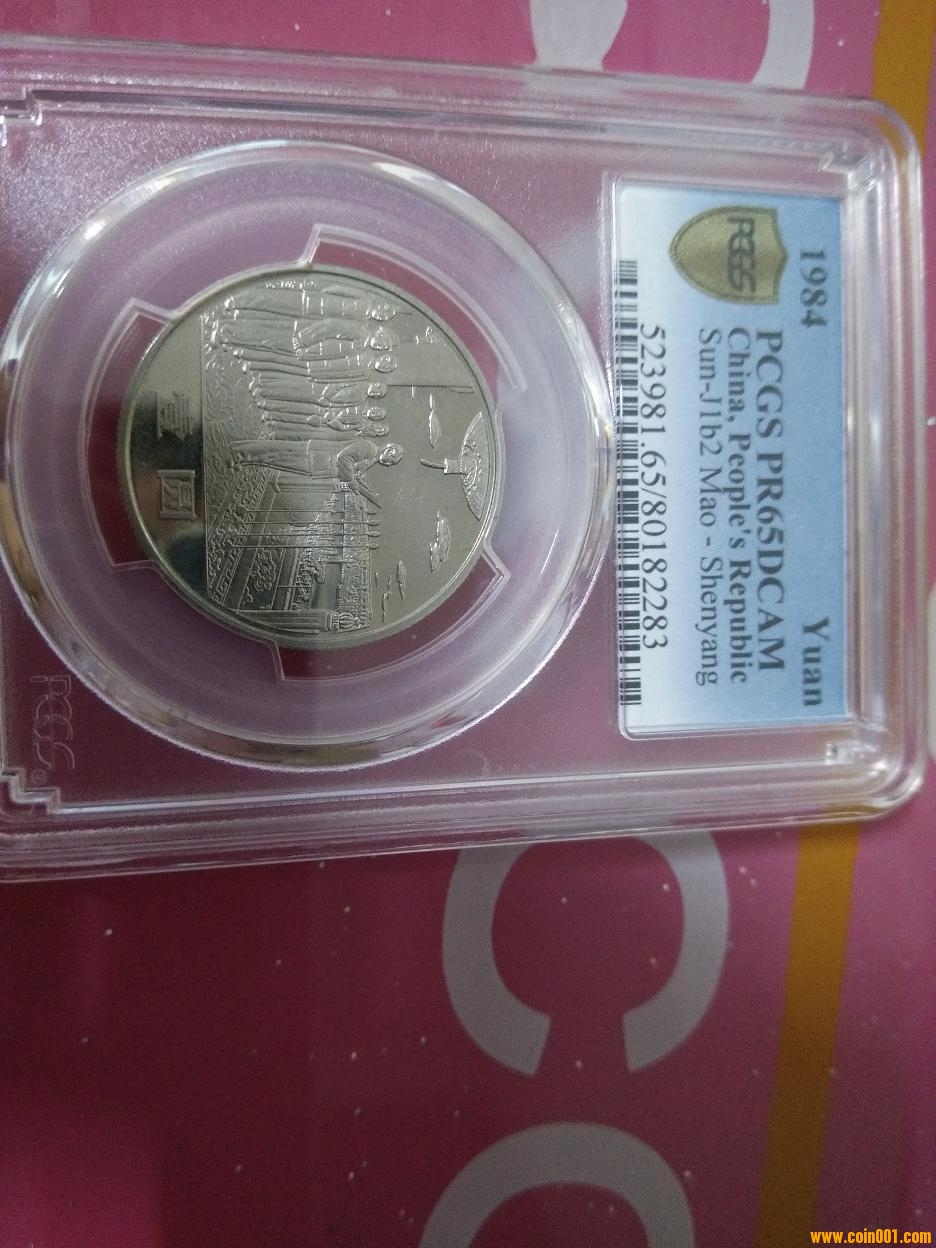 1984 Yuan
PCGS PR65DCAM
China, People's Republic
Sun-J1b2 Mao - Shenyang
523981.65/80182283
PCGS
壹圆
PCGS
www.coin001.com